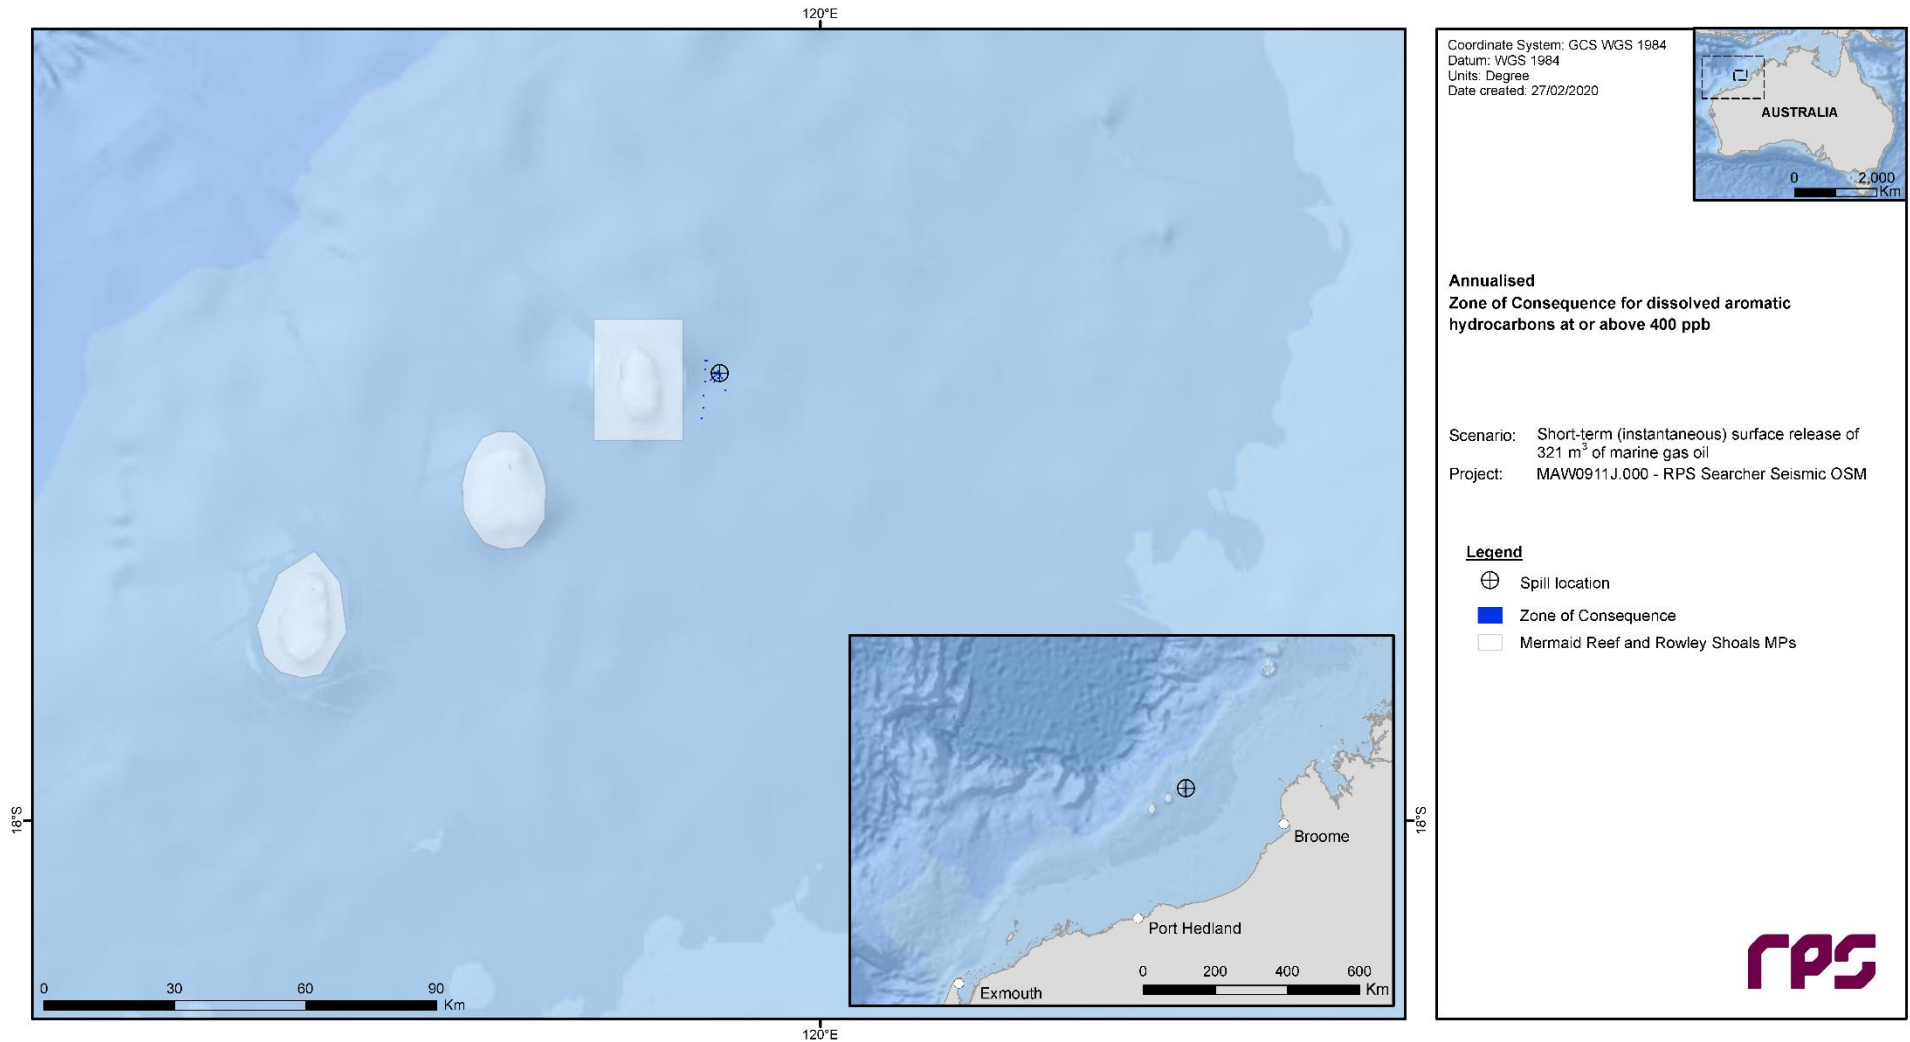 120°E
18°S
18°S
0 30 60 90
Km
120°E
Broome
Port Hedland
Exmouth
0 200 400 600
Km
Coordinate System: GCS WGS 1984
Datum: WGS 1984
Units: Degree
Date created: 27/02/2020
AUSTRALIA
0 2,000
Km
Annualised
Zone of Consequence for dissolved aromatic
hydrocarbons at or above 400 ppb
Scenario: Short-term (instantaneous) surface release of
321 m³ of marine gas oil
Project: MAW0911J.000 - RPS Searcher Seismic OSM
Legend
Spill location
Zone of Consequence
Mermaid Reef and Rowley Shoals MPs
rps